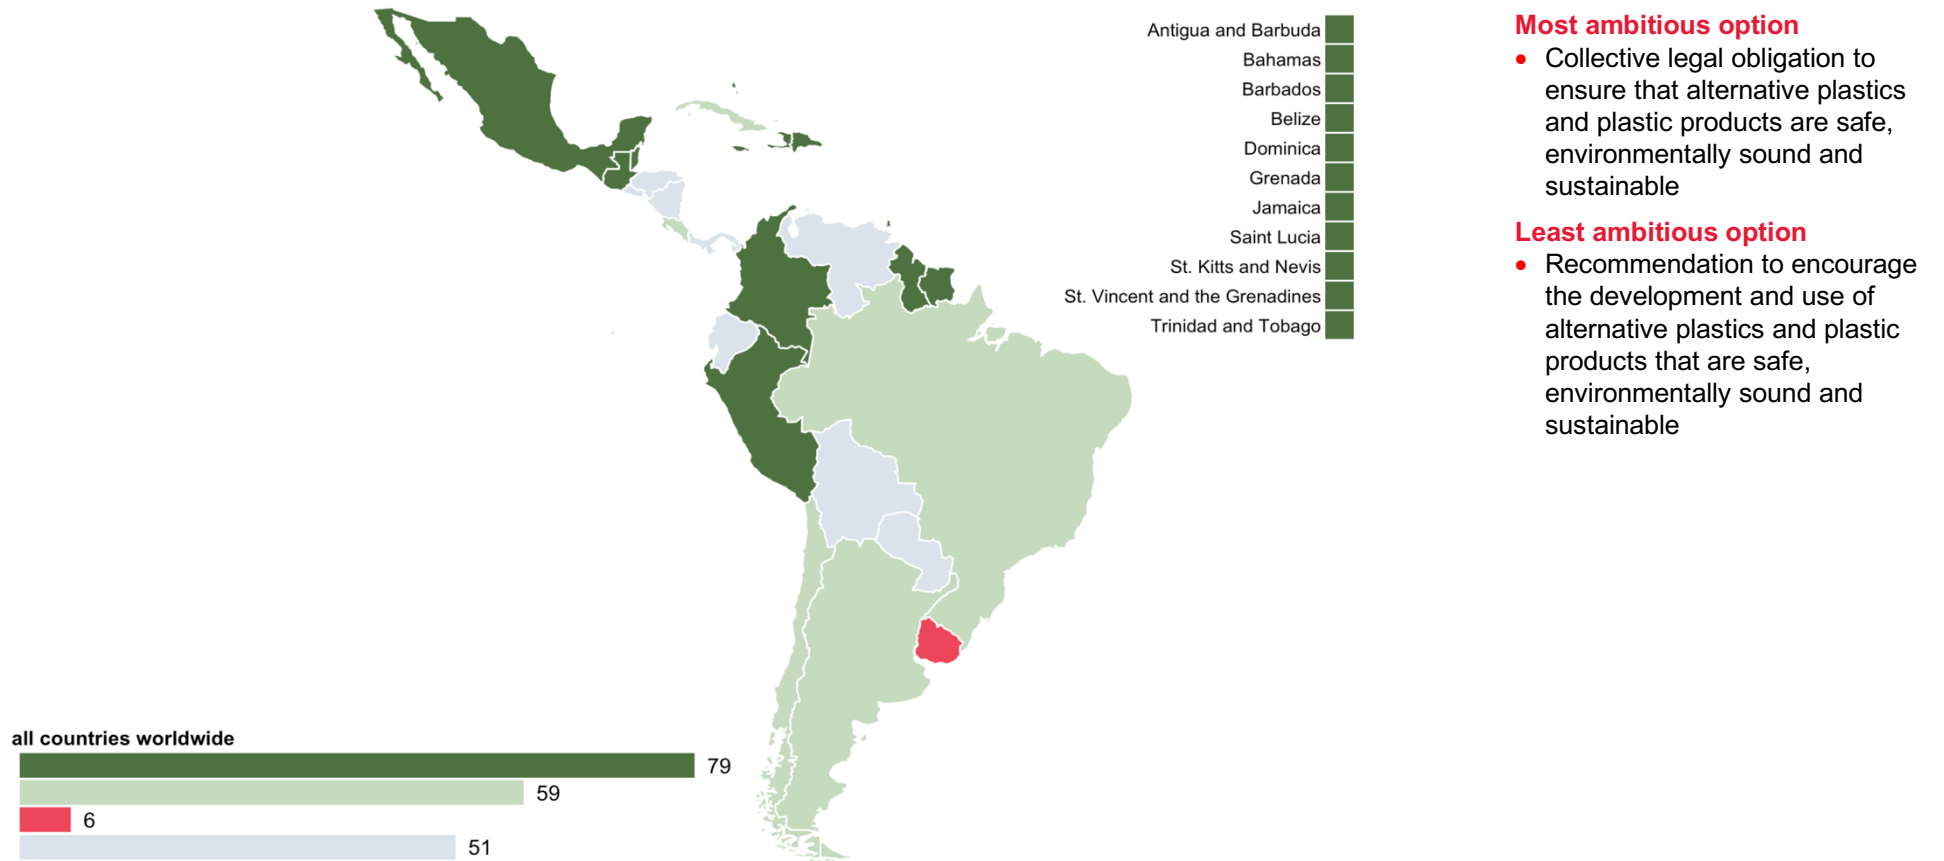 Antigua and Barbuda
Bahamas
Barbados
Belize
Dominica
Grenada
Jamaica
Saint Lucia
St. Kitts and Nevis
St. Vincent and the Grenadines
Trinidad and Tobago
Most ambitious option
• Collective legal obligation to
ensure that alternative plastics
and plastic products are safe,
environmentally sound and
sustainable
Least ambitious option
• Recommendation to encourage
the development and use of
alternative plastics and plastic
products that are safe,
environmentally sound and
sustainable
all countries worldwide
79
59
6
51